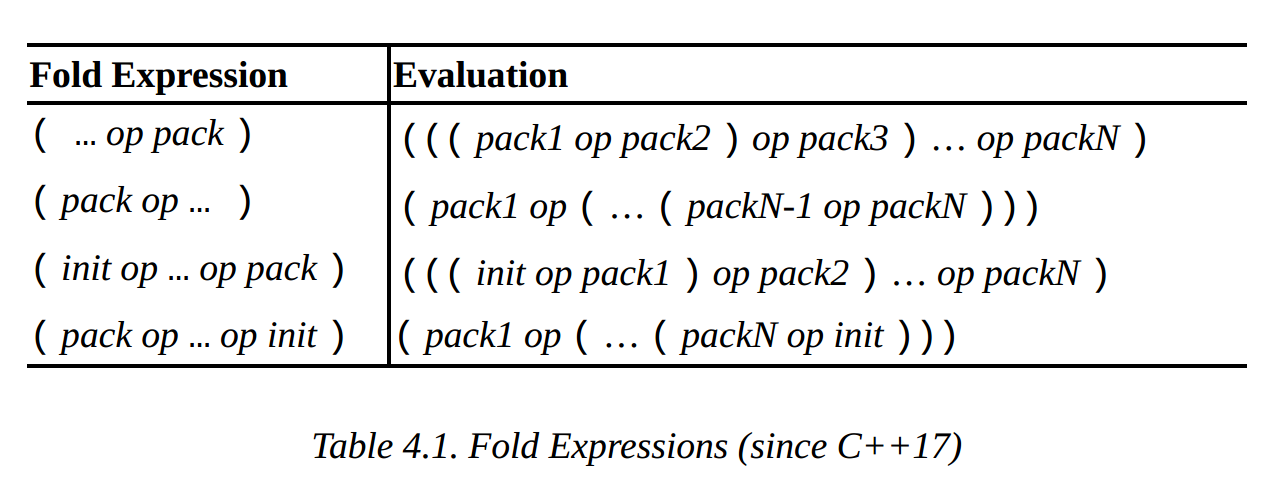 Fold Expression Evaluation
( ... op pack ) ((( pack1 op pack2 ) op pack3 ) … op packN )
( pack op ... ) ( pack1 op ( … ( packN-1 op packN )))
( init op ... op pack ) ((( init op pack1 ) op pack2 ) … op packN )
( pack op ... op init ) ( pack1 op ( … ( packN op init )))
Table 4.1. Fold Expressions (since C++17)